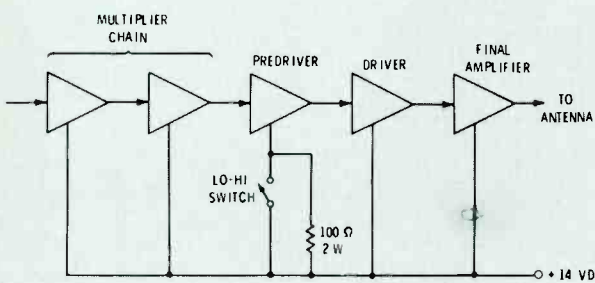 MULTIPLIER
CHAIN
PREDRIVER
DRIVER
FINAL
AMPLIFIER
TO
ANTENNA
LO-HI
SWITCH
100 Ω
2 W
+ 14 VD